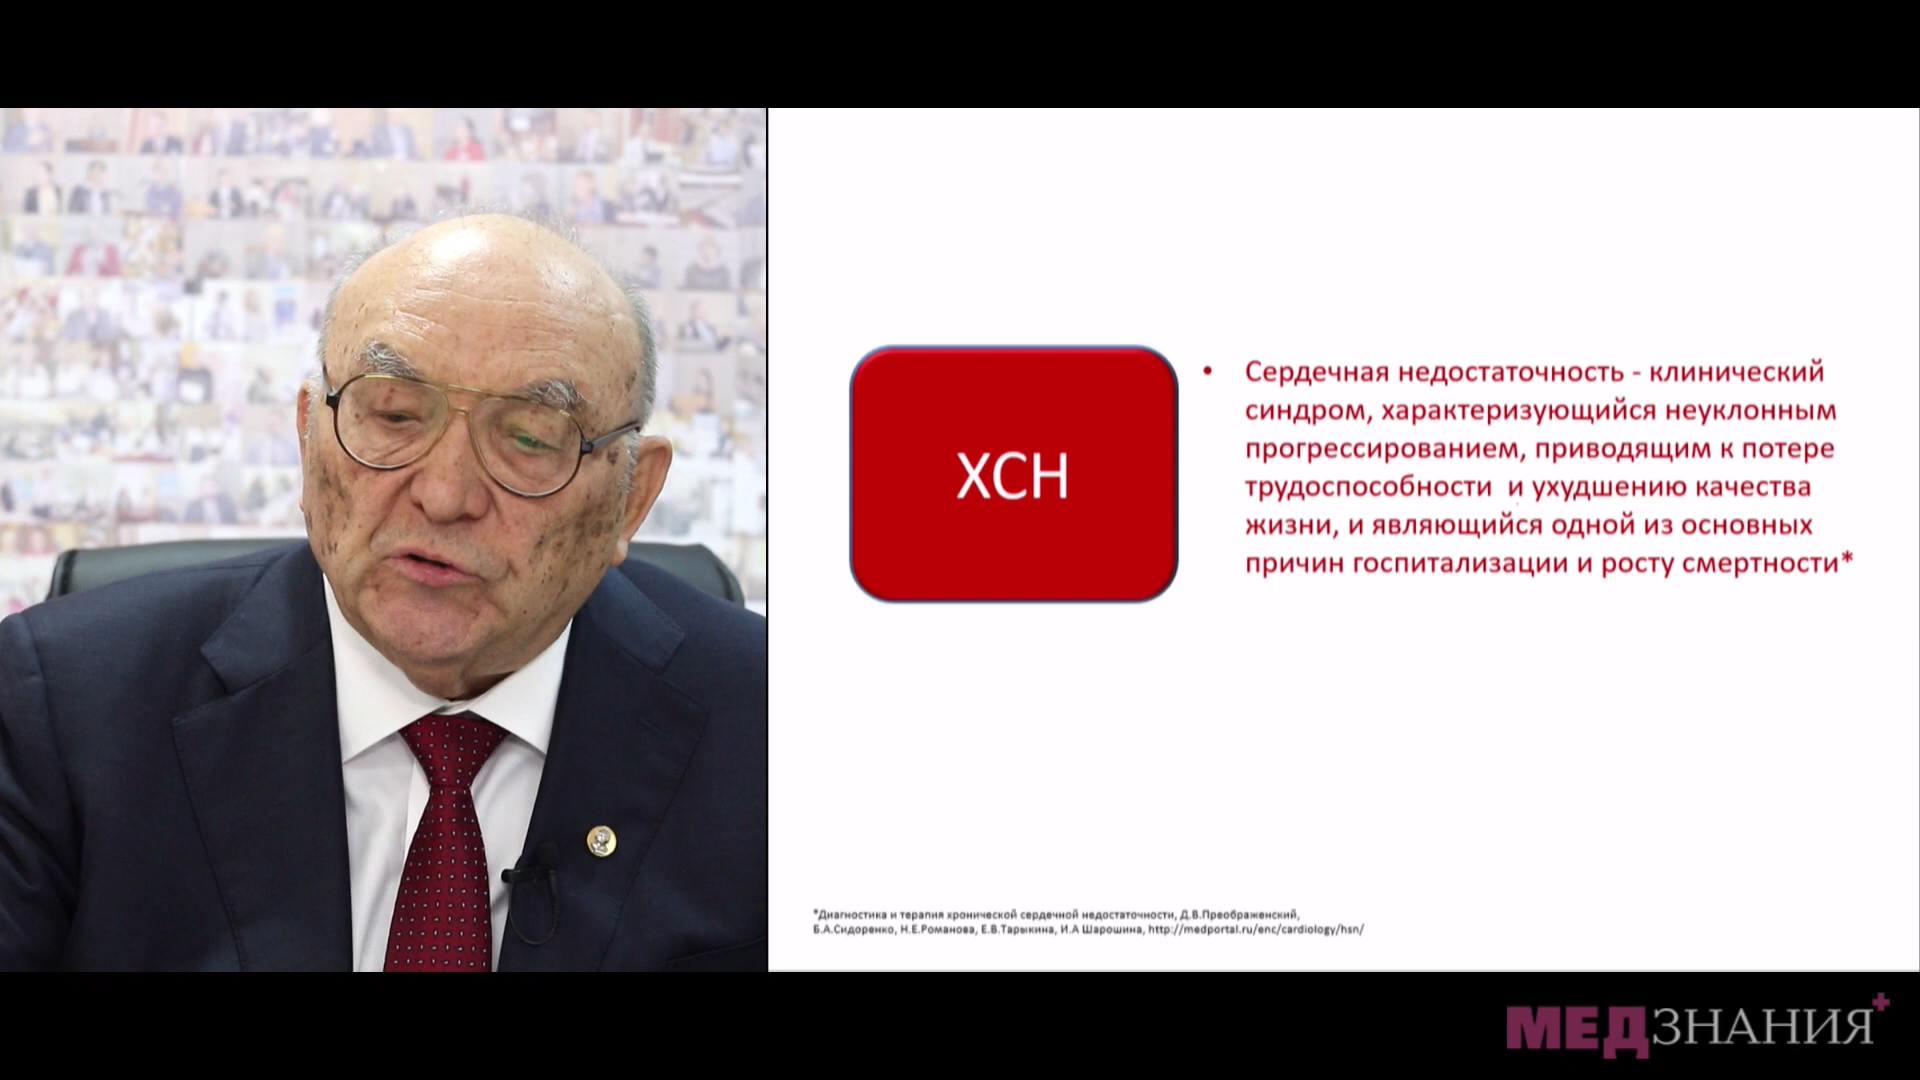 ХСН
• Сердечная недостаточность - клинический
синдром, характеризующийся неуклонным
прогрессированием, приводящим к потере
трудоспособности и ухудшению качества
жизни, и являющийся одной из основных
причин госпитализации и росту смертности*
*Диагностика и терапия хронической сердечной недостаточности, Д.В.Преображенский,
Б.А.Сидоренко, Н.Е.Романова, Е.В.Тарыкина, И.А Шарошина, http://medportal.ru/enc/cardiology/hsn/
МЕДЗНАНИЯ+